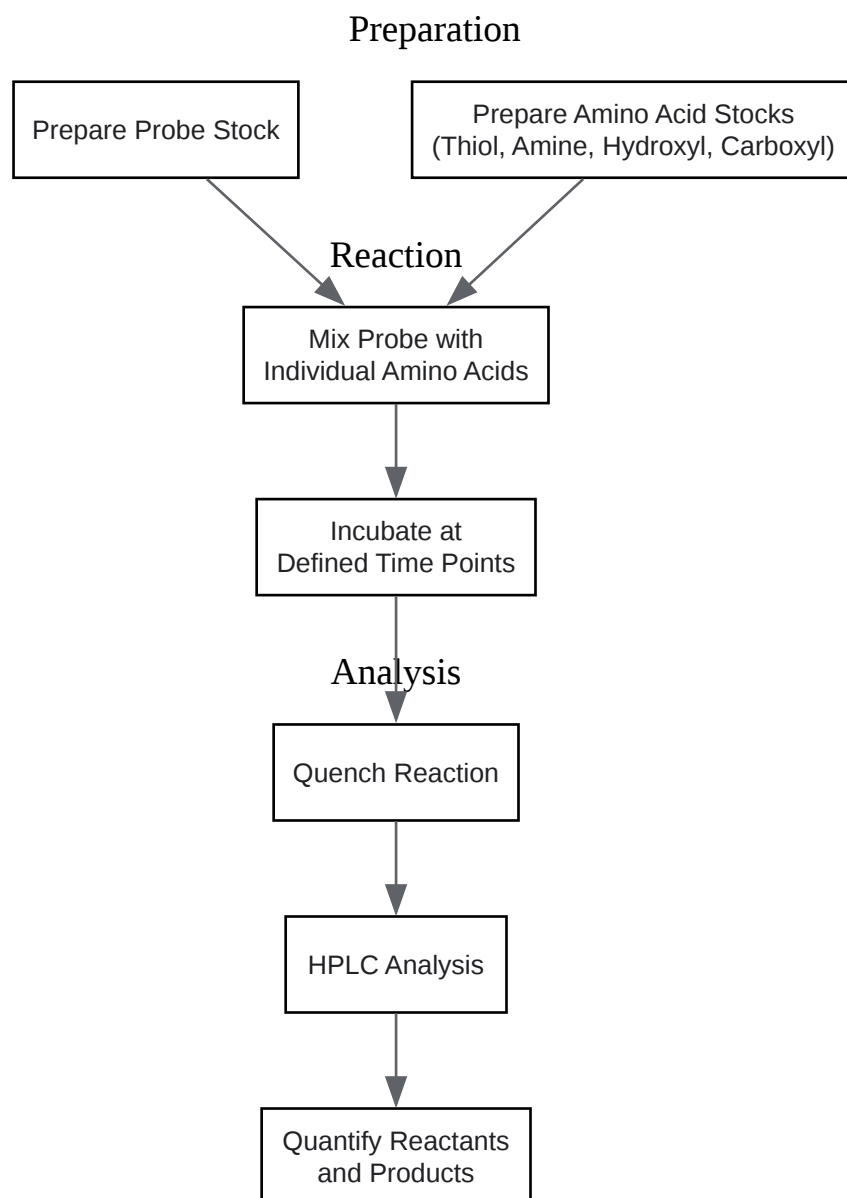 Preparation
Prepare Probe Stock
Prepare Amino Acid Stocks
(Thiol, Amine, Hydroxyl, Carboxyl)
Reaction
Mix Probe with
Individual Amino Acids
Incubate at
Defined Time Points
Analysis
Quench Reaction
HPLC Analysis
Quantify Reactants
and Products